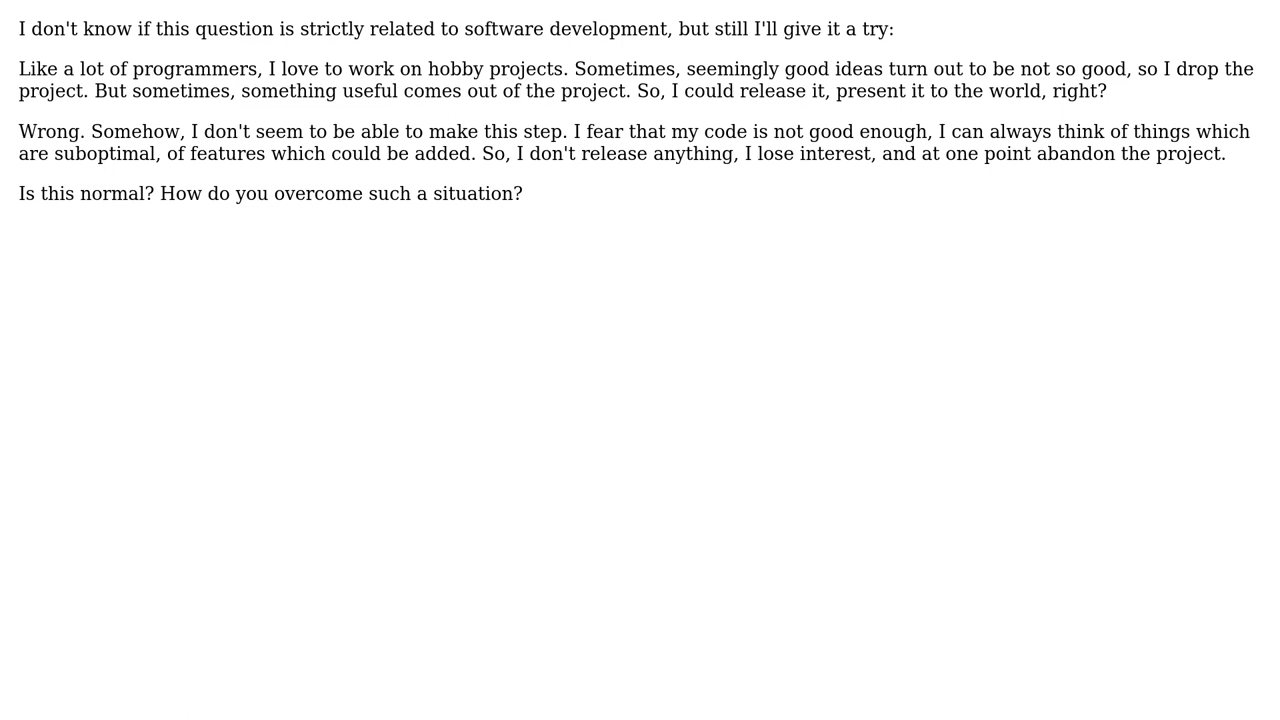 I don't know if this question is strictly related to software development, but still I'll give it a try:
Like a lot of programmers, I love to work on hobby projects. Sometimes, seemingly good ideas turn out to be not so good, so I drop the
project. But sometimes, something useful comes out of the project. So, I could release it, present it to the world, right?
Wrong. Somehow, I don't seem to be able to make this step. I fear that my code is not good enough, I can always think of things which
are suboptimal, of features which could be added. So, I don't release anything, I lose interest, and at one point abandon the project.
Is this normal? How do you overcome such a situation?